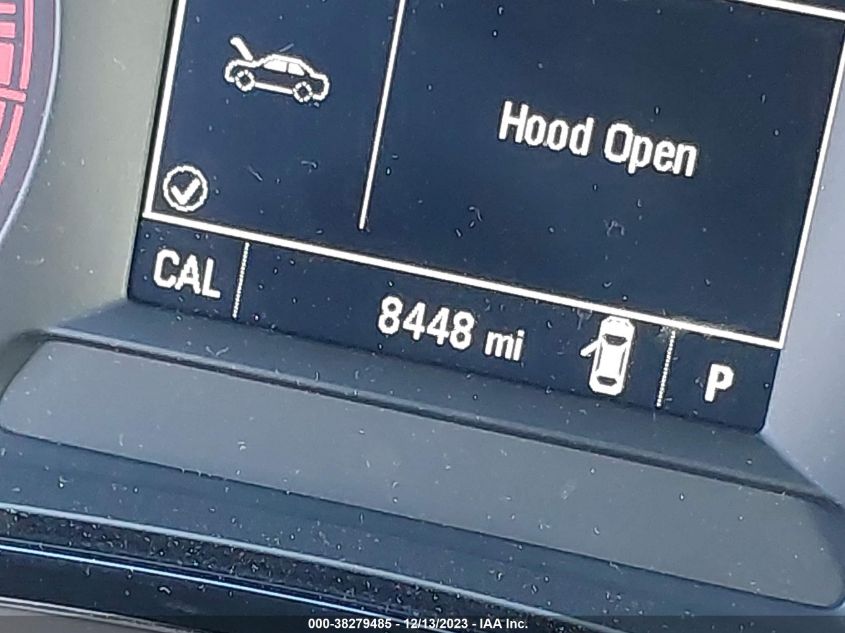 Hood Open
CAL
8448 mi
P
000-38279485 - 12/13/2023 - IAA Inc.